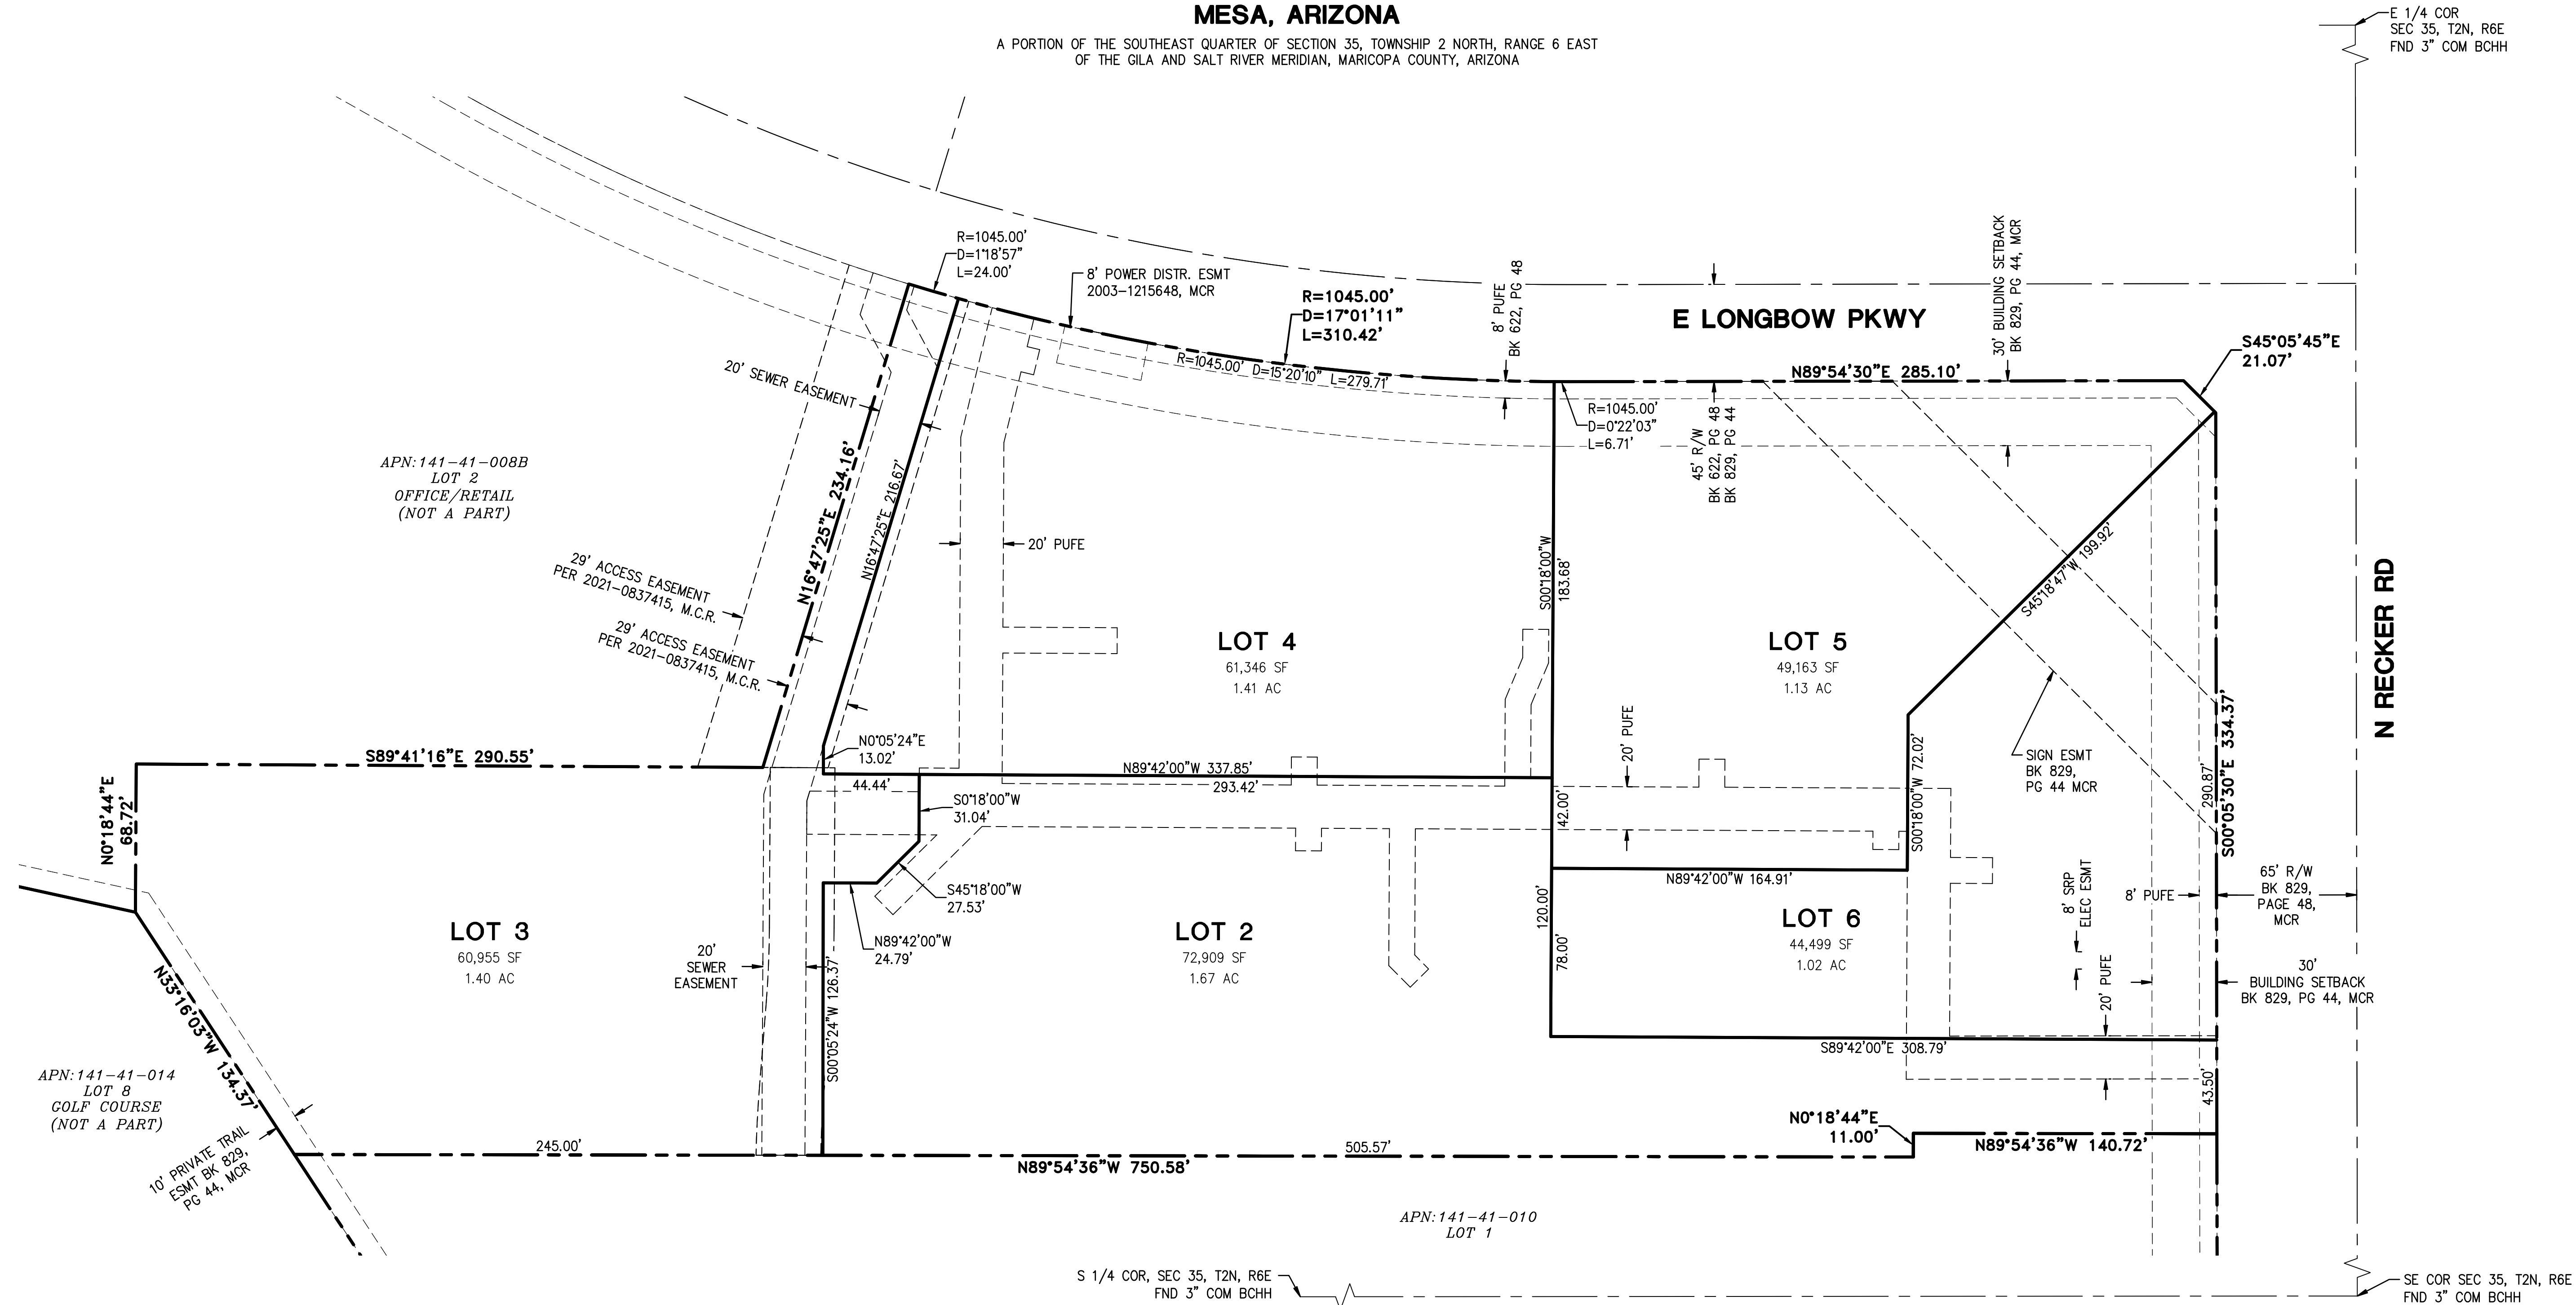 MESA, ARIZONA
A PORTION OF THE SOUTHEAST QUARTER OF SECTION 35, TOWNSHIP 2 NORTH, RANGE 6 EAST
OF THE GILA AND SALT RIVER MERIDIAN, MARICOPA COUNTY, ARIZONA
E 1/4 COR
SEC 35, T2N, R6E
FND 3" COM BCHH
R=1045.00'
D=1°18'57"
L=24.00'
8' POWER DISTR. ESMT
2003-1215648, MCR
R=1045.00'
D=17°01'11"
L=310.42'
R=1045.00' D=15°20'10" L=279.71'
8' PUFE
BK 622, PG 48
E LONGBOW PKWY
30' BUILDING SETBACK
BK 829, PG 44, MCR
S45°05'45"E
21.07'
N89°54'30"E 285.10'
R=1045.00'
D=0°22'03"
L=6.71'
45' R/W
BK 622, PG 48
BK 829, PG 44
20' SEWER EASEMENT
APN:141-41-008B
LOT 2
OFFICE/RETAIL
(NOT A PART)
N16°47'25"E 234.16'
N16°47'25"E 216.67'
29' ACCESS EASEMENT
PER 2021-0837415, M.C.R.
29' ACCESS EASEMENT
PER 2021-0837415, M.C.R.
20' PUFE
S00°18'00"W
183.68'
LOT 4
61,346 SF
1.41 AC
LOT 5
49,163 SF
1.13 AC
S45°18'47"W 199.92'
N RECKER RD
SIGN ESMT
BK 829,
PG 44 MCR
S00°05'30"E 334.37'
290.87'
S89°41'16"E 290.55'
N0°05'24"E
13.02'
N89°42'00"W 337.85'
44.44'
293.42'
20' PUFE
S00°18'00"W 72.02'
42.00'
N0°18'44"E
68.72'
S0°18'00"W
31.04'
S45°18'00"W
27.53'
N89°42'00"W
24.79'
N89°42'00"W 164.91'
120.00'
78.00'
8' SRP
ELEC ESMT
8' PUFE
65' R/W
BK 829,
PAGE 48,
MCR
LOT 3
60,955 SF
1.40 AC
20'
SEWER
EASEMENT
S00°05'24"W 126.37'
LOT 2
72,909 SF
1.67 AC
LOT 6
44,499 SF
1.02 AC
20' PUFE
30'
BUILDING SETBACK
BK 829, PG 44, MCR
N33°16'03"W 134.37'
S89°42'00"E 308.79'
43.50'
APN:141-41-014
LOT 8
GOLF COURSE
(NOT A PART)
10' PRIVATE TRAIL
ESMT BK 829,
PG 44, MCR
245.00'
505.57'
N89°54'36"W 750.58'
N0°18'44"E
11.00'
N89°54'36"W 140.72'
APN:141-41-010
LOT 1
S 1/4 COR, SEC 35, T2N, R6E
FND 3" COM BCHH
SE COR SEC 35, T2N, R6E
FND 3" COM BCHH